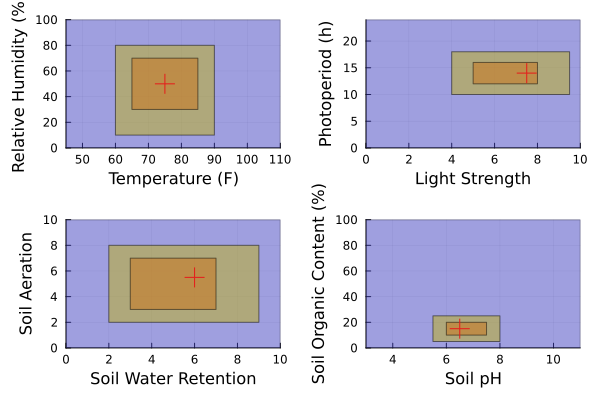 Relative Humidity (%
100
80
60
40
20
0
50 60 70 80 90 100 110
Temperature (F)
Photoperiod (h)
20
15
10
5
0
0 2 4 6 8 10
Light Strength
Soil Aeration
10
8
6
4
2
0
0 2 4 6 8 10
Soil Water Retention
Soil Organic Content (%)
100
80
60
40
20
0
4 6 8 10
Soil pH